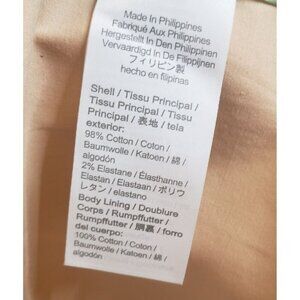 Made In Philippines
Fabriqué Aux Philippines
Hergestellt In Den Philippinen
Vervaardigd In De Filippijnen
フィリピン製
hecho en filipinas
Shell / Tissu Principal /
Tissu Principal / Tissu
Principal / 表地 / tela
exterior:
98% Cotton / Coton /
Baumwolle / Katoen / 綿 /
algodón
2% Elastane / Élasthanne /
Elastan / Elastaan / ポリウ
レタン / elastano
Body Lining / Doublure
Corps / Rumpffutter /
Rumpffutter / 胴裏 / forro
del cuerpo:
100% Cotton / Coton /
Baumwolle / Katoen / 綿 /
algodón